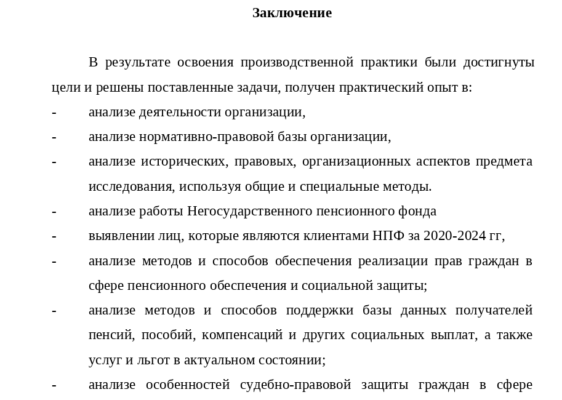 Заключение
В результате освоения производственной практики были достигнуты
цели и решены поставленные задачи, получен практический опыт в:
- анализе деятельности организации,
- анализе нормативно-правовой базы организации,
- анализе исторических, правовых, организационных аспектов предмета
исследования, используя общие и специальные методы.
- анализе работы Негосударственного пенсионного фонда
- выявлении лиц, которые являются клиентами НПФ за 2020-2024 гг,
- анализе методов и способов обеспечения реализации прав граждан в
сфере пенсионного обеспечения и социальной защиты;
- анализе методов и способов поддержки базы данных получателей
пенсий, пособий, компенсаций и других социальных выплат, а также
услуг и льгот в актуальном состоянии;
- анализе особенностей судебно-правовой защиты граждан в сфере